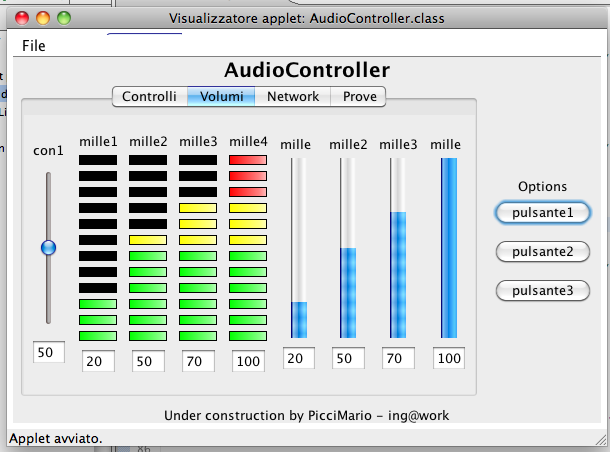 Visualizzatore applet: AudioController.class
File
AudioController
Controlli Volumi Network Prove
con1 mille1 mille2 mille3 mille4 mille mille2 mille3 mille
Options
pulsante1
pulsante2
pulsante3
50 20 50 70 100 20 50 70 100
Under construction by PicciMario - ing@work
Applet avviato.
86